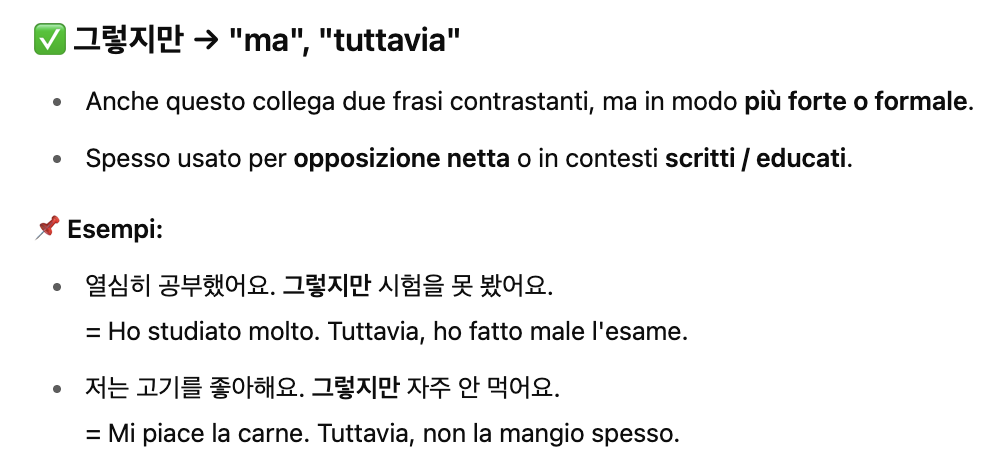 ✅ 그렇지만 → "ma", "tuttavia"
• Anche questo collega due frasi contrastanti, ma in modo più forte o formale.
• Spesso usato per opposizione netta o in contesti scritti / educati.
📌 Esempi:
• 열심히 공부했어요. 그렇지만 시험을 못 봤어요.
= Ho studiato molto. Tuttavia, ho fatto male l'esame.
• 저는 고기를 좋아해요. 그렇지만 자주 안 먹어요.
= Mi piace la carne. Tuttavia, non la mangio spesso.